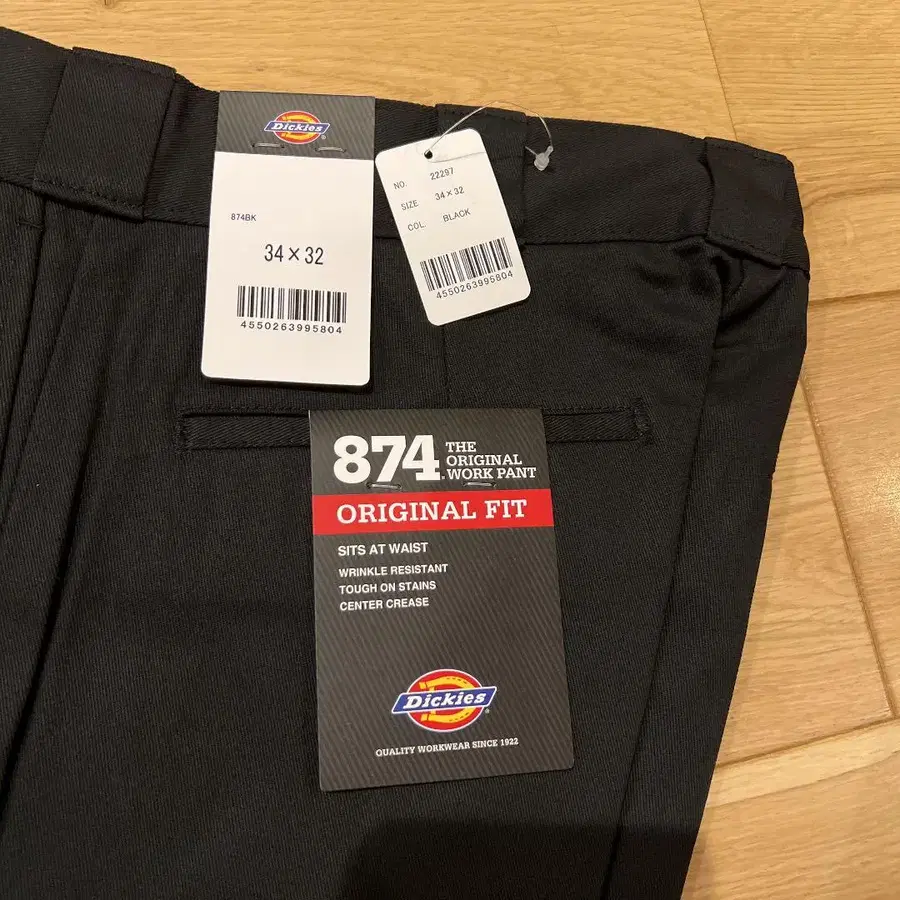 Dickies
874BK
34×32
4550263995804
NO. 22297
SIZE 34×32
COL BLACK
4550263995804
874 THE
ORIGINAL
WORK PANT
ORIGINAL FIT
SITS AT WAIST
WRINKLE RESISTANT
TOUGH ON STAINS
CENTER CREASE
Dickies
QUALITY WORKWEAR SINCE 1922